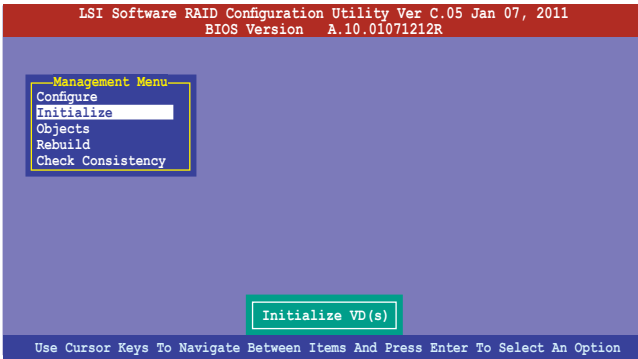 LSI Software RAID Configuration Utility Ver C.05 Jan 07, 2011
BIOS Version A.10.01071212R
Management Menu
Configure
Initialize
Objects
Rebuild
Check Consistency
Initialize VD(s)
Use Cursor Keys To Navigate Between Items And Press Enter To Select An Option